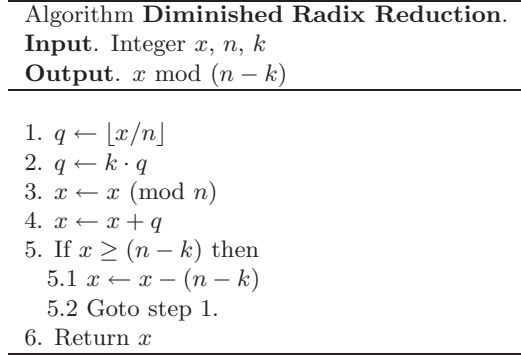 Algorithm Diminished Radix Reduction.
Input. Integer x, n, k
Output. x mod (n − k)
1. q ← ⌊x/n⌋
2. q ← k · q
3. x ← x (mod n)
4. x ← x + q
5. If x ≥ (n − k) then
5.1 x ← x − (n − k)
5.2 Goto step 1.
6. Return x